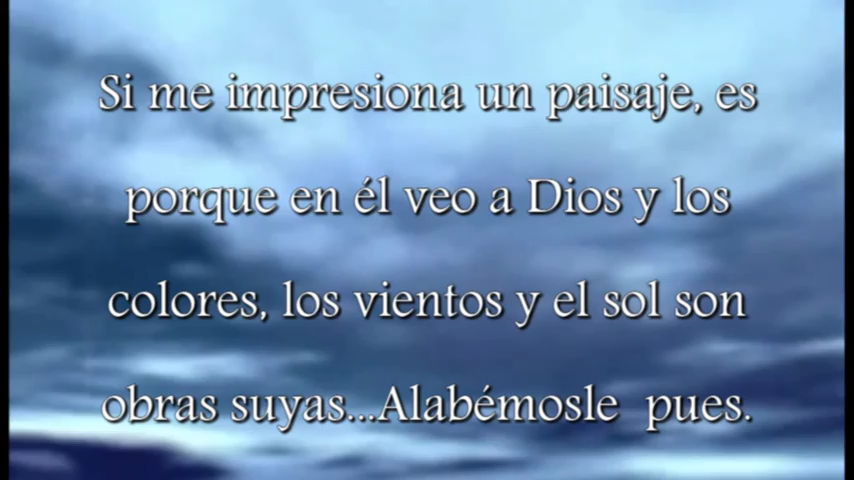 Si me impresiona un paisaje, es
porque en él veo a Dios y los
colores, los vientos y el sol son
obras suyas...Alabémosle  pues.